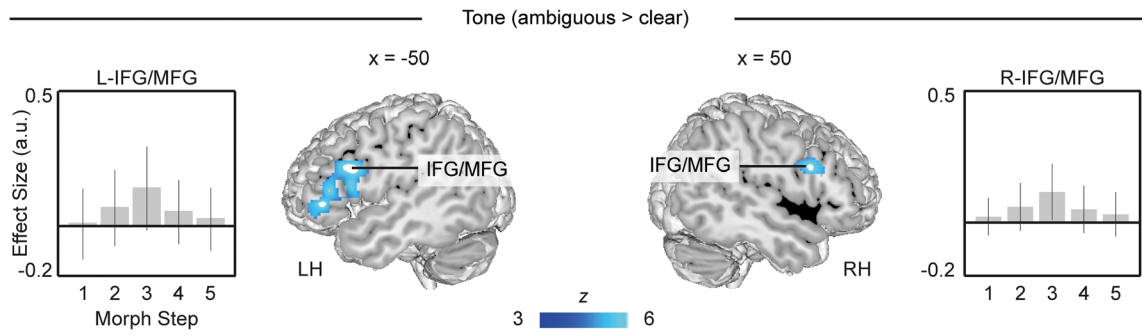 Tone (ambiguous > clear)
x = -50
x = 50
L-IFG/MFG
R-IFG/MFG
0.5
0.5
Effect Size (a.u.)
IFG/MFG
IFG/MFG
-0.2
-0.2
LH
RH
1 2 3 4 5
1 2 3 4 5
Morph Step
z
3
6